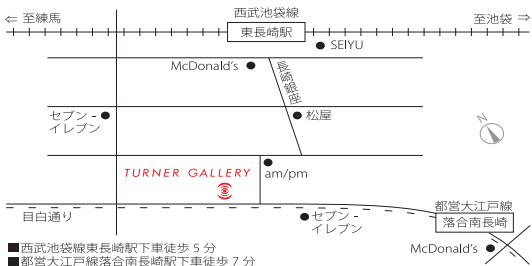 西武池袋線
⇐ 至練馬
至池袋 ⇒
東長崎駅
SEIYU
McDonald's
長崎銀座
セブン -
イレブン
松屋
N
TURNER GALLERY
am/pm
目白通り
セブン -
イレブン
都営大江戸線
落合南長崎
McDonald's
■西武池袋線東長崎駅下車徒歩 5 分
■都営大江戸線落合南長崎駅下車徒歩 7 分